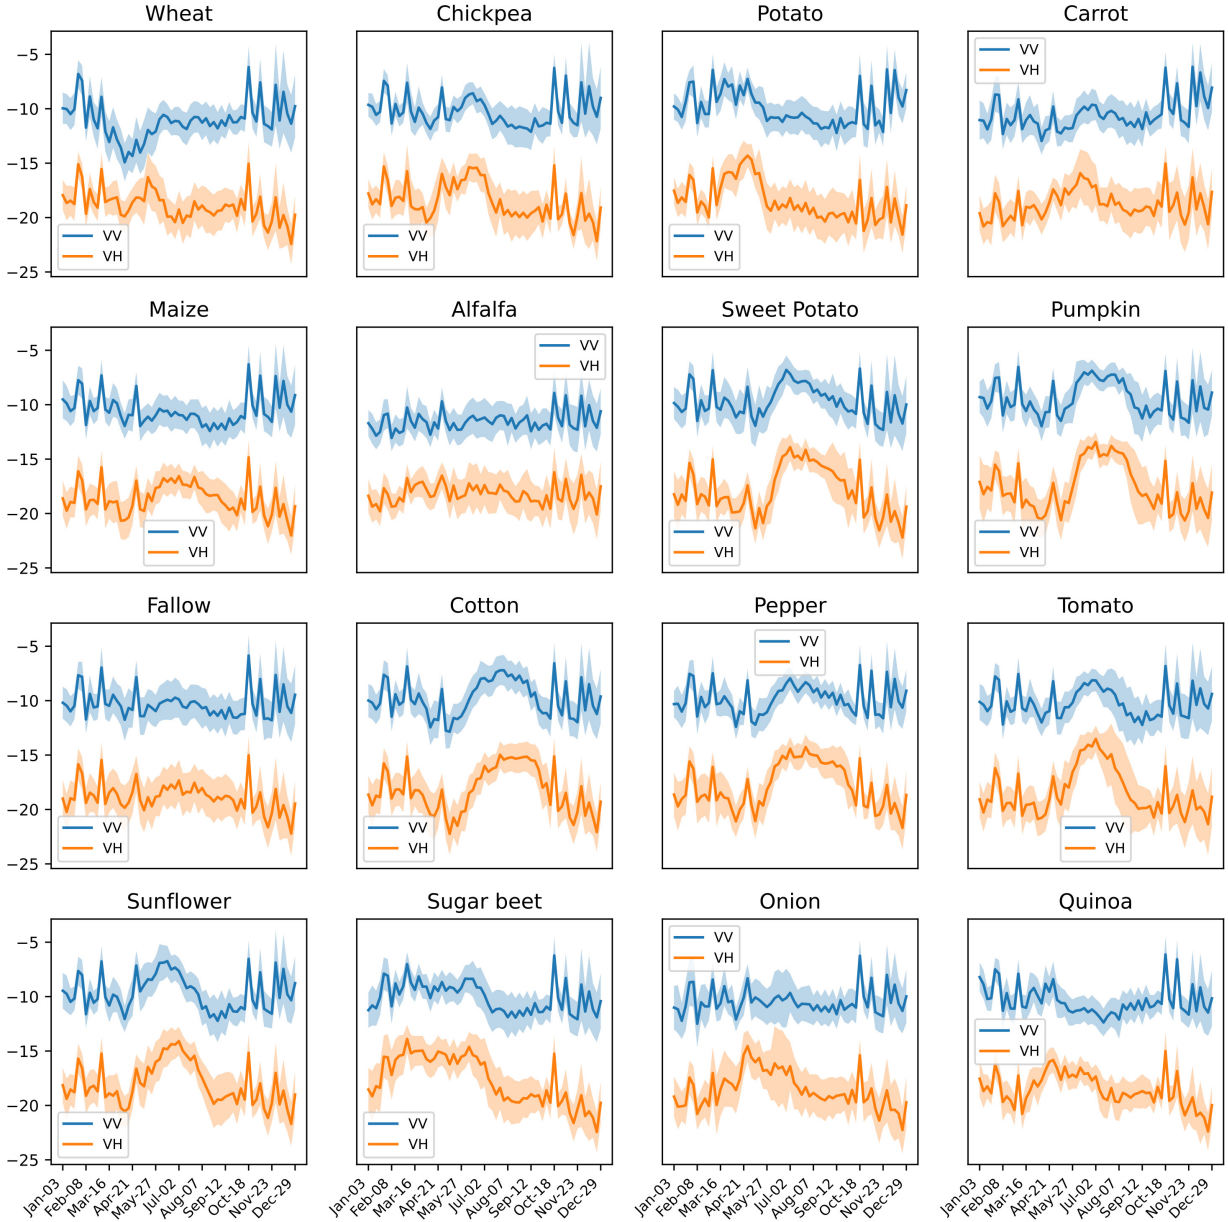 Wheat Chickpea Potato Carrot
−5
−10
−15
−20
−25
VV
VH
VV
VH
VV
VH
VV
VH
Maize Alfalfa Sweet Potato Pumpkin
−5
−10
−15
−20
−25
VV
VH
VV
VH
VV
VH
VV
VH
Fallow Cotton Pepper Tomato
−5
−10
−15
−20
−25
VV
VH
VV
VH
VV
VH
VV
VH
Sunflower Sugar beet Onion Quinoa
−5
−10
−15
−20
−25
VV
VH
VV
VH
VV
VH
VV
VH
Jan-03 Feb-08 Mar-16 Apr-21 May-27 Jul-02 Aug-07 Sep-12 Oct-18 Nov-23 Dec-29
Jan-03 Feb-08 Mar-16 Apr-21 May-27 Jul-02 Aug-07 Sep-12 Oct-18 Nov-23 Dec-29
Jan-03 Feb-08 Mar-16 Apr-21 May-27 Jul-02 Aug-07 Sep-12 Oct-18 Nov-23 Dec-29
Jan-03 Feb-08 Mar-16 Apr-21 May-27 Jul-02 Aug-07 Sep-12 Oct-18 Nov-23 Dec-29